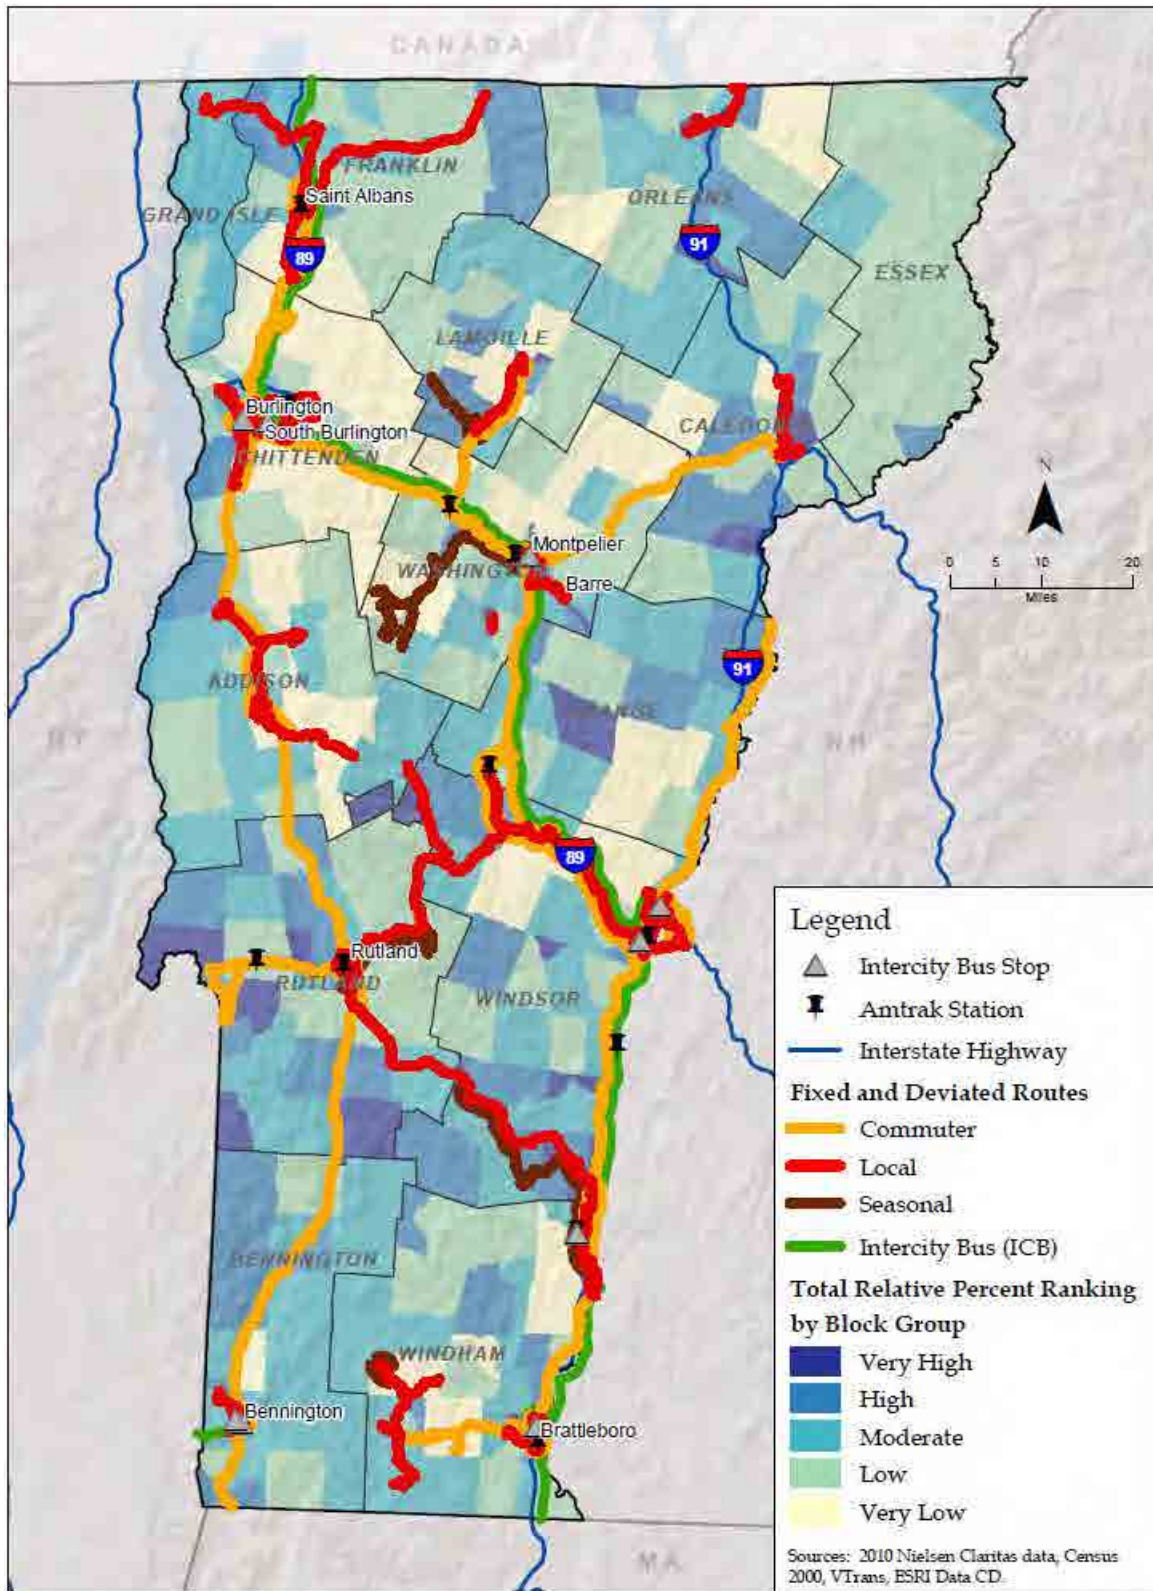 CANADA
FRANKLIN
Saint Albans
GRAND ISLE
ORLEANS
89
91
ESSEX
LAMOILLE
Burlington
South Burlington
CHITTENDEN
CALEDONIA
N
Montpelier
WASHINGTON
Barre
0 5 10 20
Miles
91
ADDISON
ORANGE
NY
NH
89
Rutland
RUTLAND
WINDSOR
BENNINGTON
WINDHAM
Bennington
Brattleboro
MA
Legend
Intercity Bus Stop
Amtrak Station
Interstate Highway
Fixed and Deviated Routes
Commuter
Local
Seasonal
Intercity Bus (ICB)
Total Relative Percent Ranking
by Block Group
Very High
High
Moderate
Low
Very Low
Sources: 2010 Nielsen Claritas data, Census
2000, VTrans, ESRI Data CD.